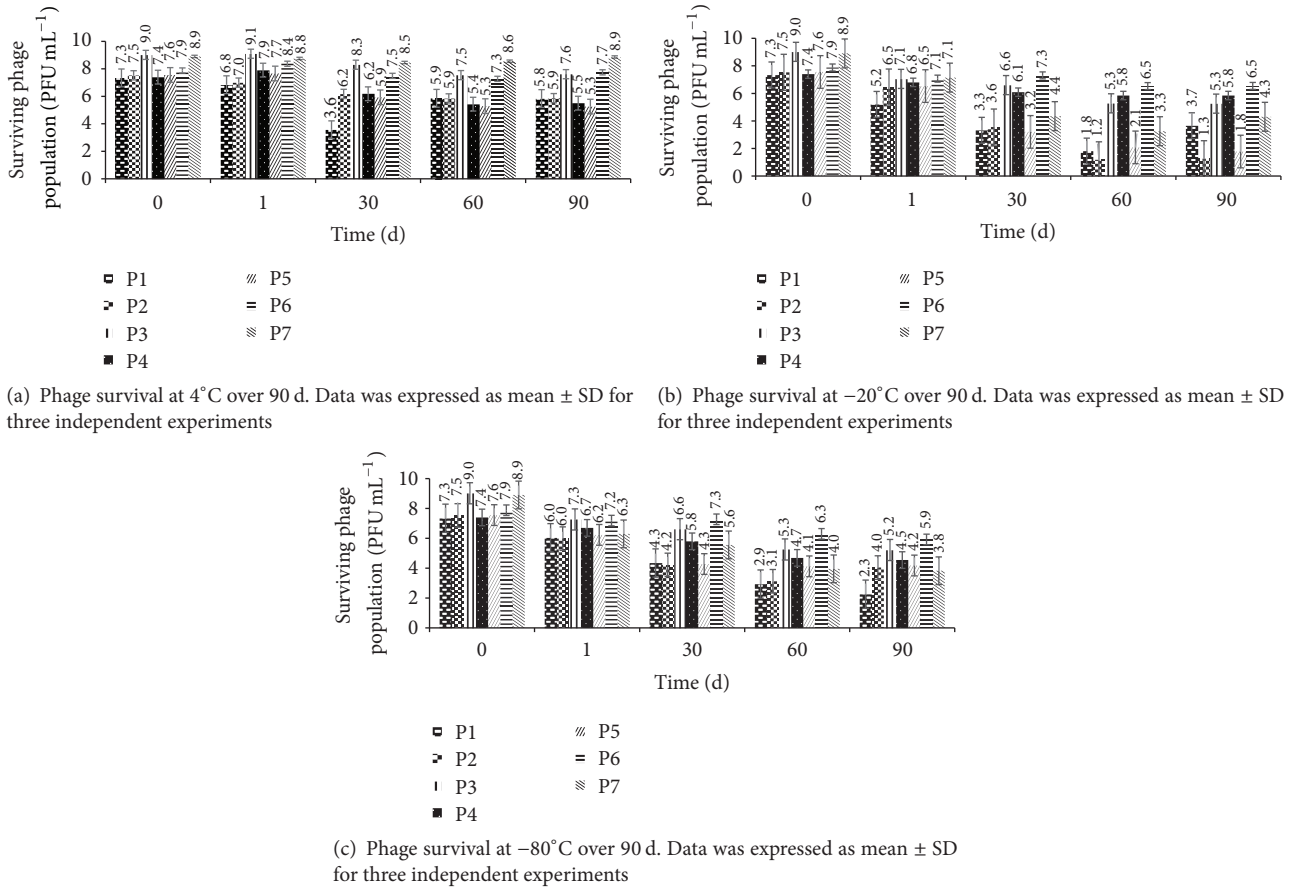 Surviving phage
population (PFU mL⁻¹)
10
8
6
4
2
0
7.3 7.5 9.0 7.4 7.6 7.9 8.9
6.8 7.0 9.1 7.9 7.7 8.4 8.8
3.6 6.2 8.3 6.2 5.9 7.5 8.5
5.9 5.9 7.5 5.4 5.3 7.3 8.6
5.8 5.9 7.6 5.5 5.3 7.7 8.9
0 1 30 60 90
Time (d)
P1 P5
P2 P6
P3 P7
P4
(a) Phage survival at 4°C over 90 d. Data was expressed as mean ± SD for
three independent experiments
Surviving phage
population (PFU mL⁻¹)
10
8
6
4
2
0
7.3 7.5 9.0 7.4 7.6 7.9 8.9
5.2 6.5 7.1 6.8 6.5 7.1 7.1
3.3 3.6 6.6 6.1 3.2 7.3 4.4
1.8 1.2 5.3 5.8 2.1 6.5 3.3
3.7 1.3 5.3 5.8 1.8 6.5 4.3
0 1 30 60 90
Time (d)
P1 P5
P2 P6
P3 P7
P4
(b) Phage survival at −20°C over 90 d. Data was expressed as mean ± SD
for three independent experiments
Surviving phage
population (PFU mL⁻¹)
10
8
6
4
2
0
7.3 7.5 9.0 7.4 7.6 7.9 8.9
6.0 6.0 7.3 6.7 6.2 7.2 6.3
4.3 4.2 6.6 5.8 4.3 7.3 5.6
2.9 3.1 5.3 4.7 4.1 6.3 4.0
2.3 4.0 5.2 4.5 4.2 5.9 3.8
0 1 30 60 90
Time (d)
P1 P5
P2 P6
P3 P7
P4
(c) Phage survival at −80°C over 90 d. Data was expressed as mean ± SD
for three independent experiments